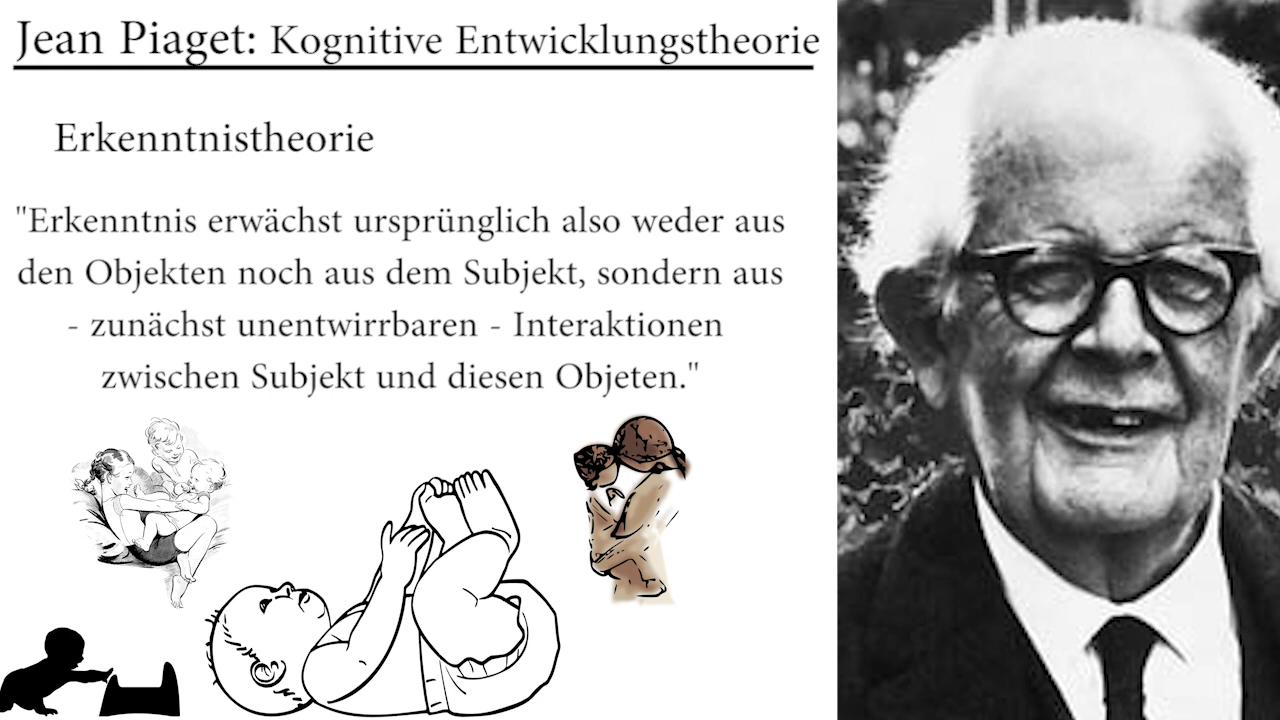 Jean Piaget: Kognitive Entwicklungstheorie
Erkenntnistheorie
"Erkenntnis erwächst ursprünglich also weder aus
den Objekten noch aus dem Subjekt, sondern aus
- zunächst unentwirrbaren - Interaktionen
zwischen Subjekt und diesen Objeten."